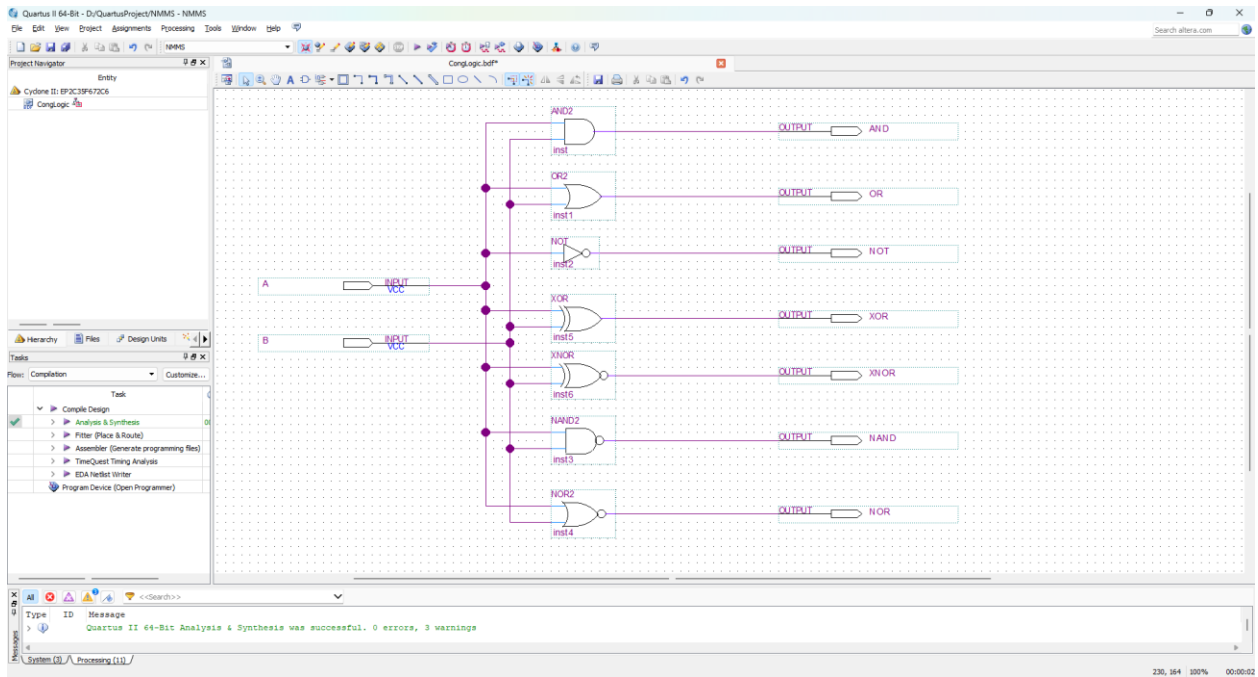 Quartus II 64-Bit - D:/QuartusProject/NMMS - NMMS
File Edit View Project Assignments Processing Tools Window Help
Search altera.com
NMMS
Project Navigator
CongLogic.bdf*
Entity
Cyclone II: EP2C35F672C6
CongLogic
AND2
inst
OUTPUT AND
OR2
inst1
OUTPUT OR
NOT
inst2
OUTPUT NOT
A INPUT
VCC
XOR
inst5
OUTPUT XOR
B INPUT
VCC
XNOR
inst6
OUTPUT XNOR
NAND2
inst3
OUTPUT NAND
NOR2
inst4
OUTPUT NOR
Hierarchy Files Design Units
Tasks
Flow: Compilation Customize...
Task
Compile Design
Analysis & Synthesis
Fitter (Place & Route)
Assembler (Generate programming files)
TimeQuest Timing Analysis
EDA Netlist Writer
Program Device (Open Programmer)
All <<Search>>
Type ID Message
Quartus II 64-Bit Analysis & Synthesis was successful. 0 errors, 3 warnings
Messages
System (3) Processing (11)
230, 164 100% 00:00:02